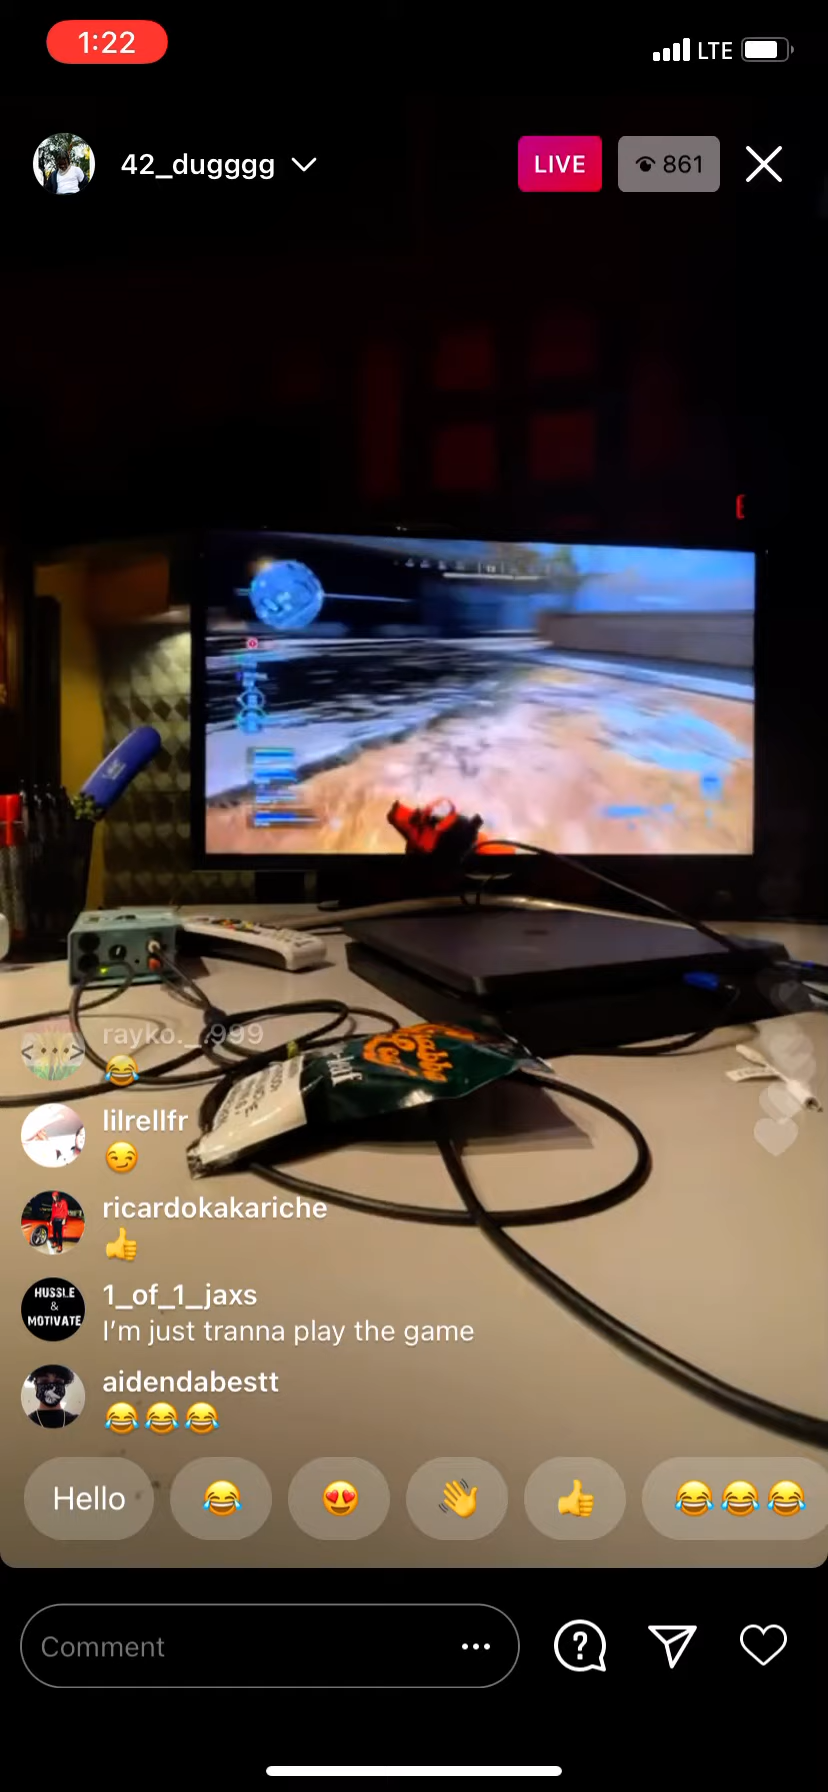 1:22
LTE
42_dugggg
LIVE
861
rayko._.999
😂
lilrellfr
😏
ricardokakariche
👍
HUSSLE
&
MOTIVATE
1_of_1_jaxs
I'm just tranna play the game
aidendabestt
😂😂😂
Hello 😂 😍 👋 👍 😂😂😂
Comment